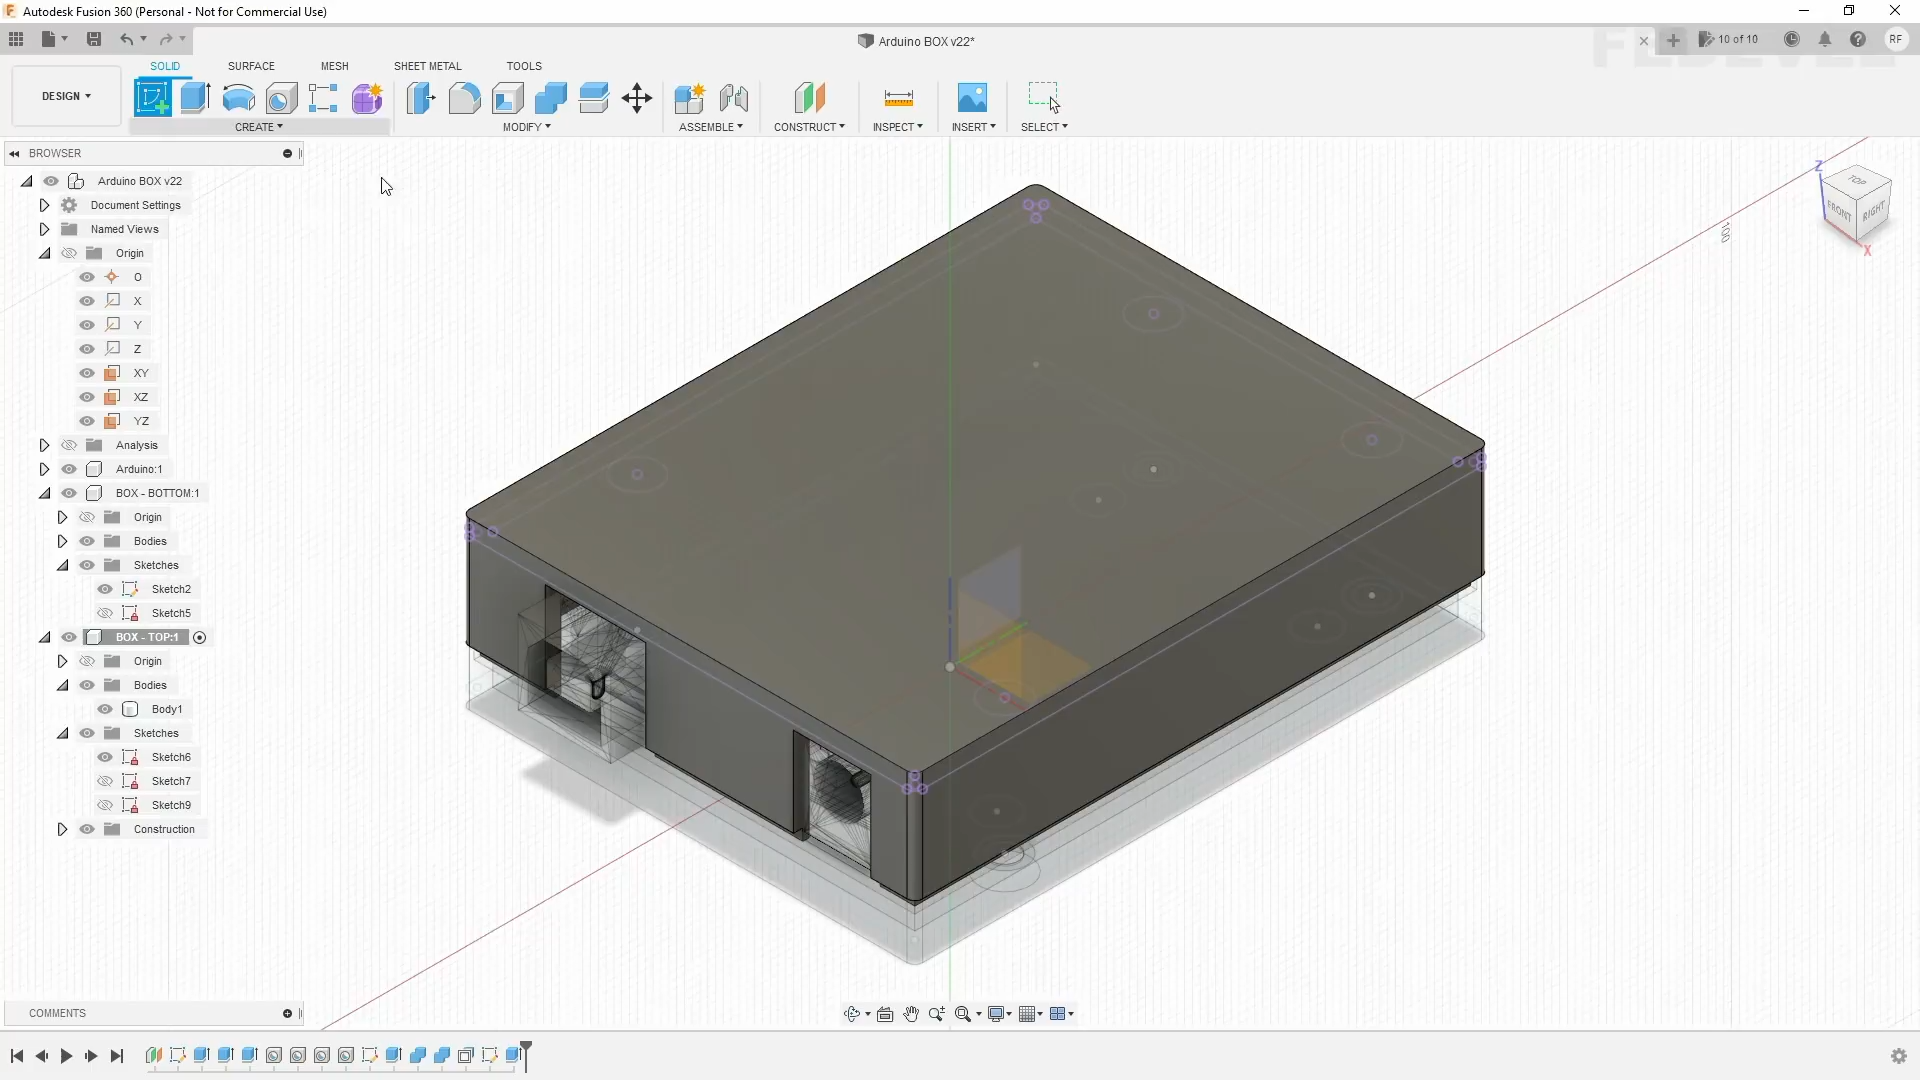 Autodesk Fusion 360 (Personal - Not for Commercial Use)
Arduino BOX v22*
10 of 10
RF
DESIGN
SOLID
SURFACE
MESH
SHEET METAL
TOOLS
CREATE
MODIFY
ASSEMBLE
CONSTRUCT
INSPECT
INSERT
SELECT
BROWSER
Arduino BOX v22
Document Settings
Named Views
Origin
O
X
Y
Z
XY
XZ
YZ
Analysis
Arduino:1
BOX - BOTTOM:1
Origin
Bodies
Sketches
Sketch2
Sketch5
BOX - TOP:1
Origin
Bodies
Body1
Sketches
Sketch6
Sketch7
Sketch9
Construction
Z
TOP
FRONT
RIGHT
X
100
COMMENTS